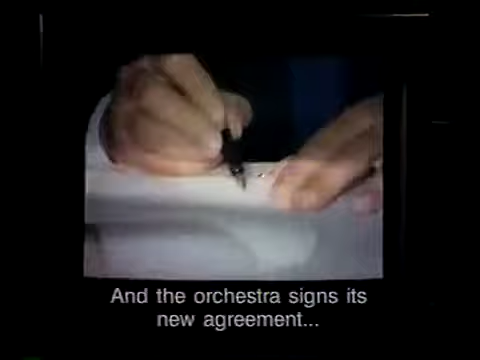 And the orchestra signs its
new agreement...